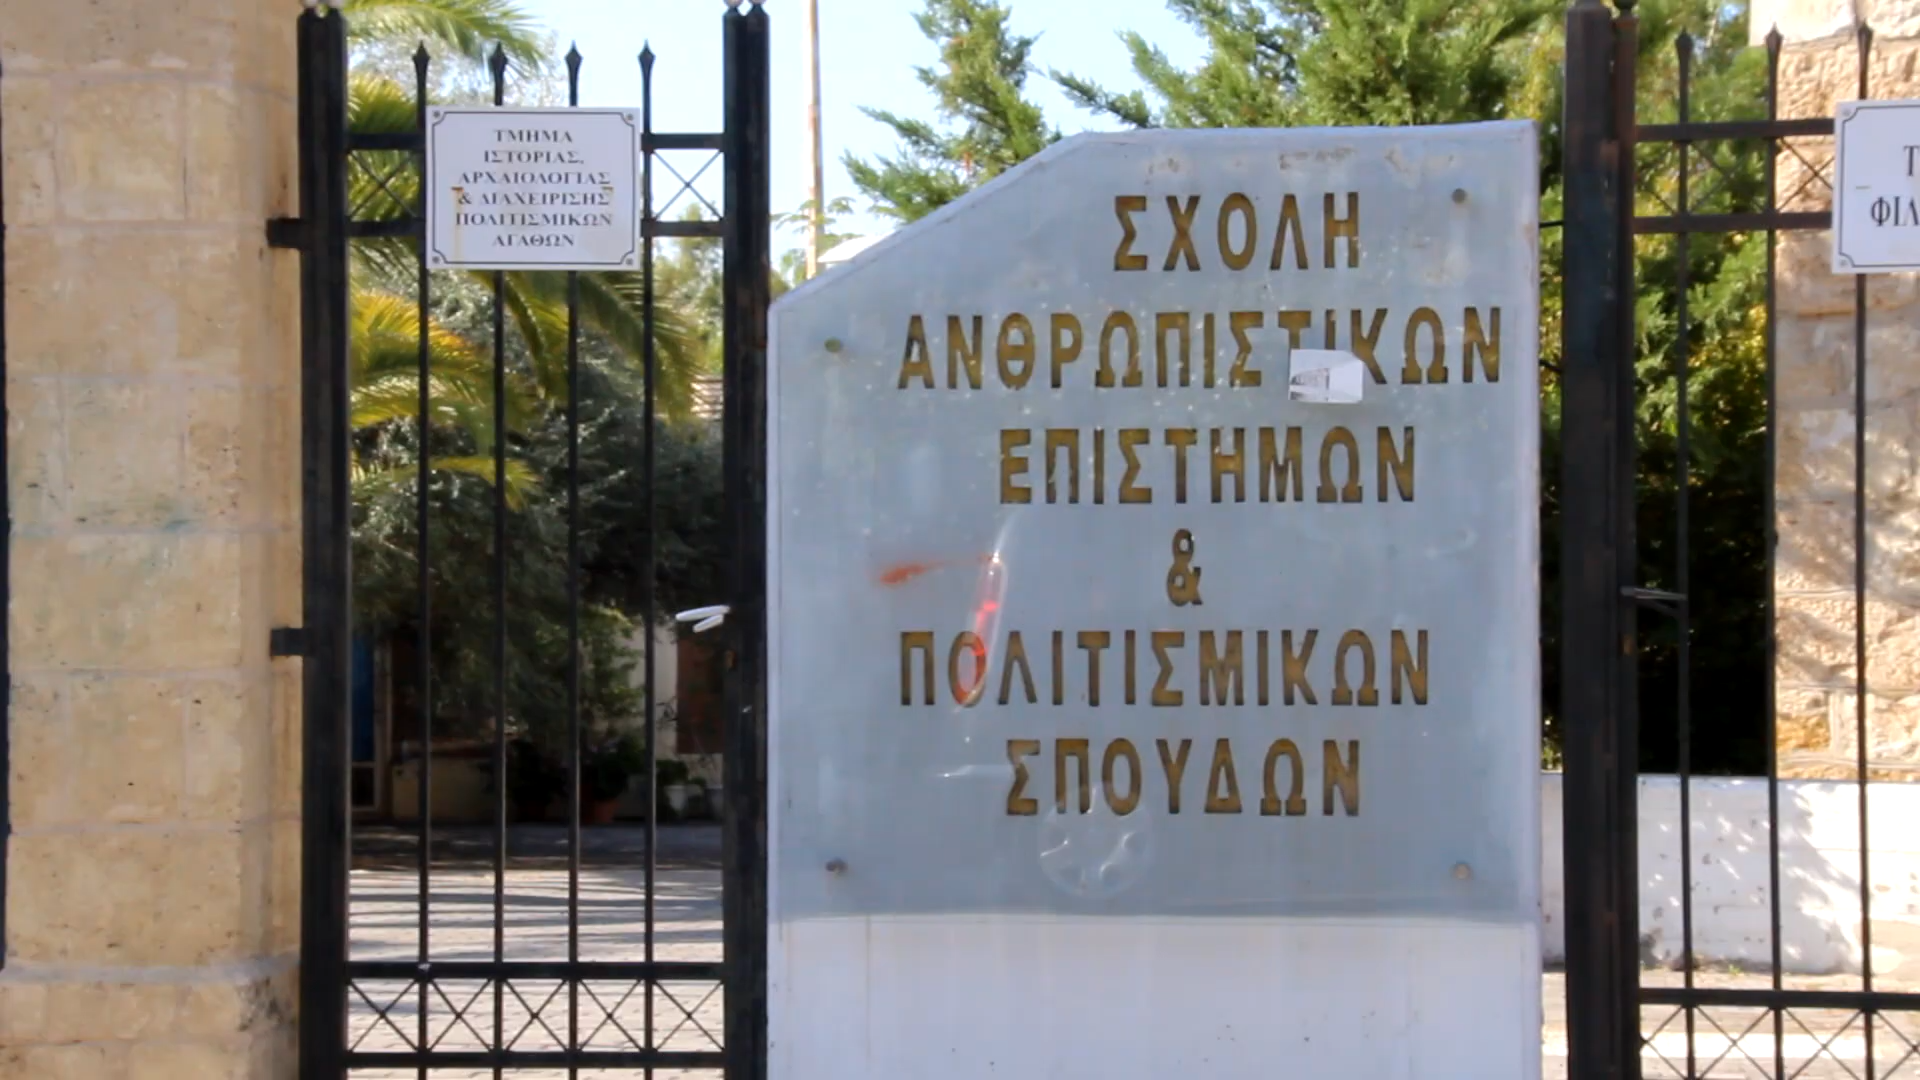 ΤΜΗΜΑ
ΙΣΤΟΡΙΑΣ,
ΑΡΧΑΙΟΛΟΓΙΑΣ
& ΔΙΑΧΕΙΡΙΣΗΣ
ΠΟΛΙΤΙΣΜΙΚΩΝ
ΑΓΑΘΩΝ
ΣΧΟΛΗ
ΑΝΘΡΩΠΙΣΤΙΚΩΝ
ΕΠΙΣΤΗΜΩΝ
&
ΠΟΛΙΤΙΣΜΙΚΩΝ
ΣΠΟΥΔΩΝ